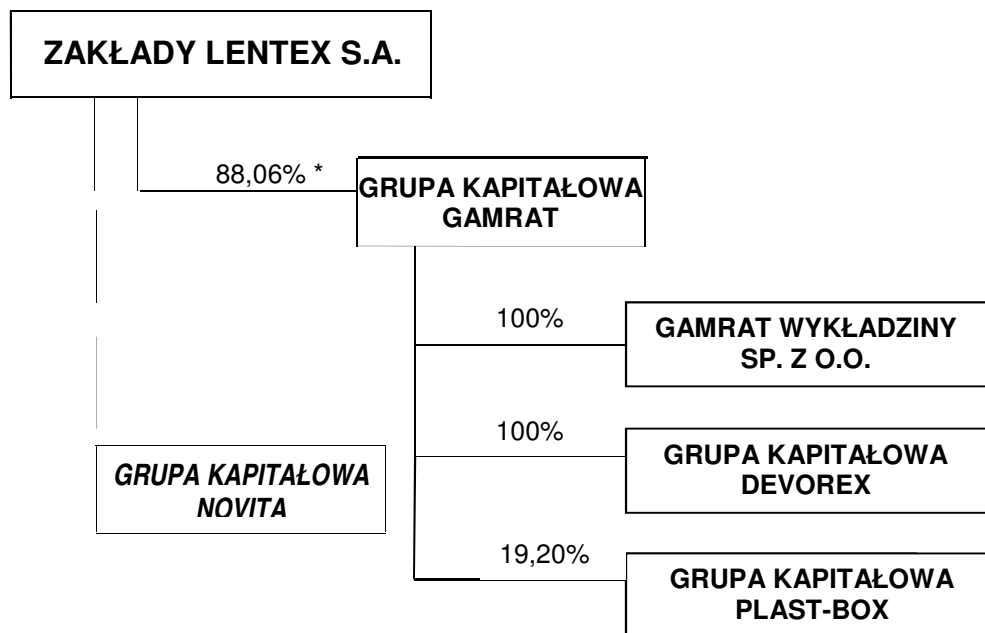 ZAKŁADY LENTEX S.A.
88,06% *
GRUPA KAPITAŁOWA
GAMRAT
100%
GAMRAT WYKŁADZINY
SP. Z O.O.
100%
GRUPA KAPITAŁOWA
DEVOREX
GRUPA KAPITAŁOWA
NOVITA
19,20%
GRUPA KAPITAŁOWA
PLAST-BOX